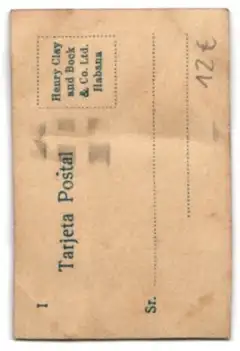 I
Tarjeta Postal
Henry Clay
and Bock
& Co. Ltd.
Habana
12 €
Sr.